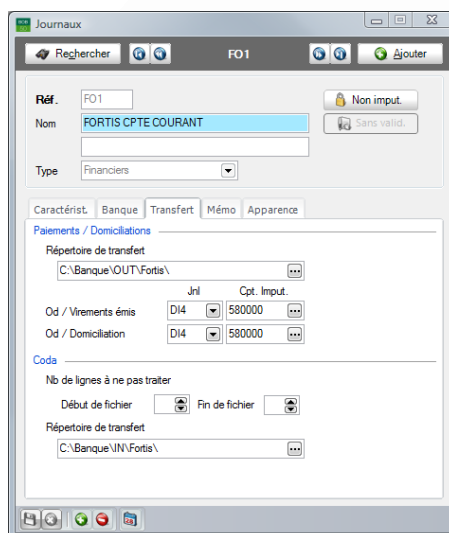 Journaux
Rechercher FO1 Ajouter
Réf. FO1 Non imput.
Nom FORTIS CPTE COURANT Sans valid.
Type Financiers
Caractérist. Banque Transfert Mémo Apparence
Paiements / Domiciliations
Répertoire de transfert
C:\Banque\OUT\Fortis\
Jnl Cpt. Imput.
Od / Virements émis DI4 580000
Od / Domiciliation DI4 580000
Coda
Nb de lignes à ne pas traiter
Début de fichier Fin de fichier
Répertoire de transfert
C:\Banque\IN\Fortis\